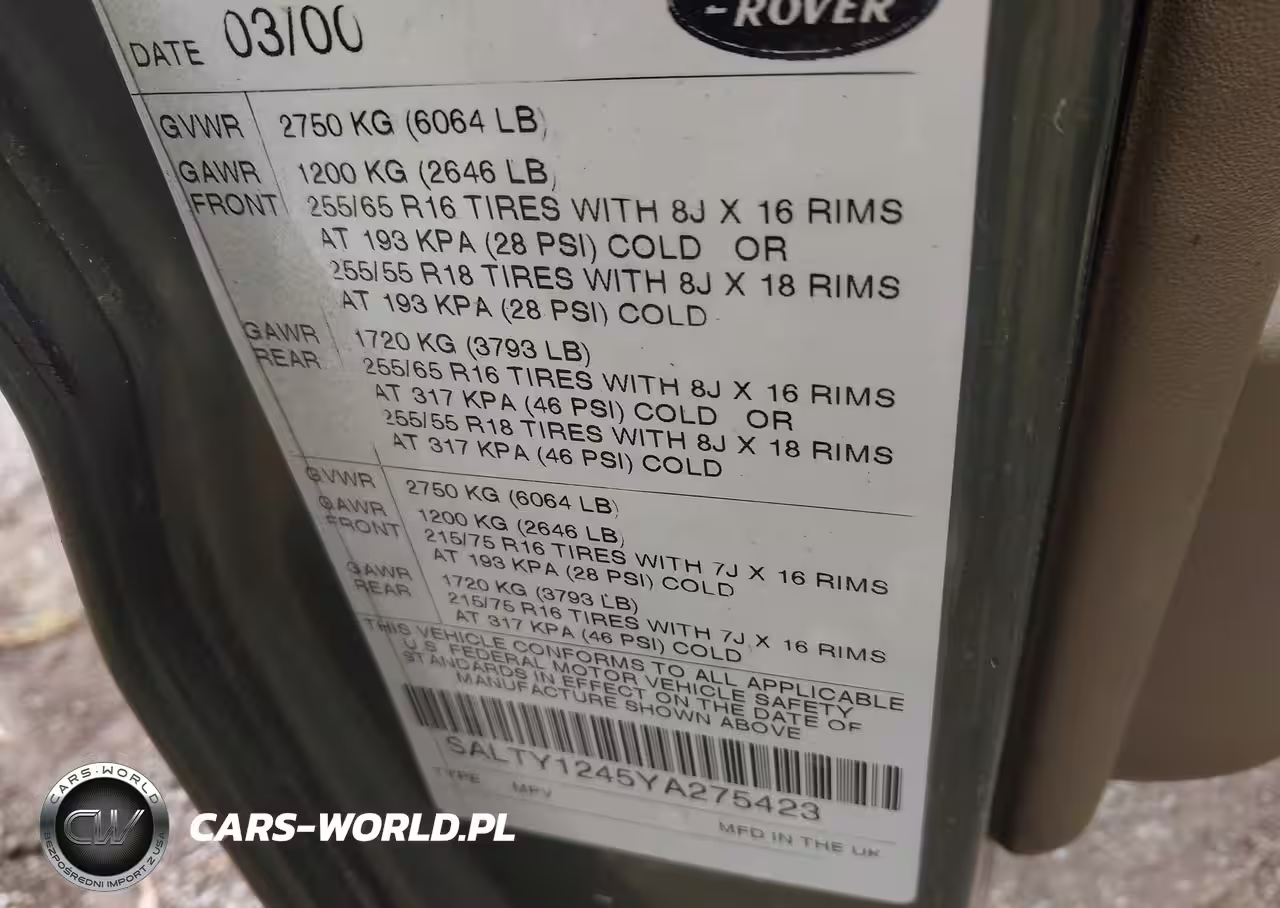 -ROVER
DATE 03/00
GVWR 2750 KG (6064 LB)
GAWR 1200 KG (2646 LB)
FRONT 255/65 R16 TIRES WITH 8J X 16 RIMS
AT 193 KPA (28 PSI) COLD OR
255/55 R18 TIRES WITH 8J X 18 RIMS
AT 193 KPA (28 PSI) COLD
GAWR 1720 KG (3793 LB)
REAR 255/65 R16 TIRES WITH 8J X 16 RIMS
AT 317 KPA (46 PSI) COLD OR
255/55 R18 TIRES WITH 8J X 18 RIMS
AT 317 KPA (46 PSI) COLD
GVWR 2750 KG (6064 LB)
GAWR 1200 KG (2646 LB)
FRONT 215/75 R16 TIRES WITH 7J X 16 RIMS
AT 193 KPA (28 PSI) COLD
GAWR 1720 KG (3793 LB)
REAR 215/75 R16 TIRES WITH 7J X 16 RIMS
AT 317 KPA (46 PSI) COLD
THIS VEHICLE CONFORMS TO ALL APPLICABLE
U.S. FEDERAL MOTOR VEHICLE SAFETY
STANDARDS IN EFFECT ON THE DATE OF
MANUFACTURE SHOWN ABOVE
SALTY1245YA275423
TYPE MPV
MFD IN THE UK
CARS-WORLD
CW
BEZPOŚREDNI IMPORT Z USA
CARS-WORLD.PL